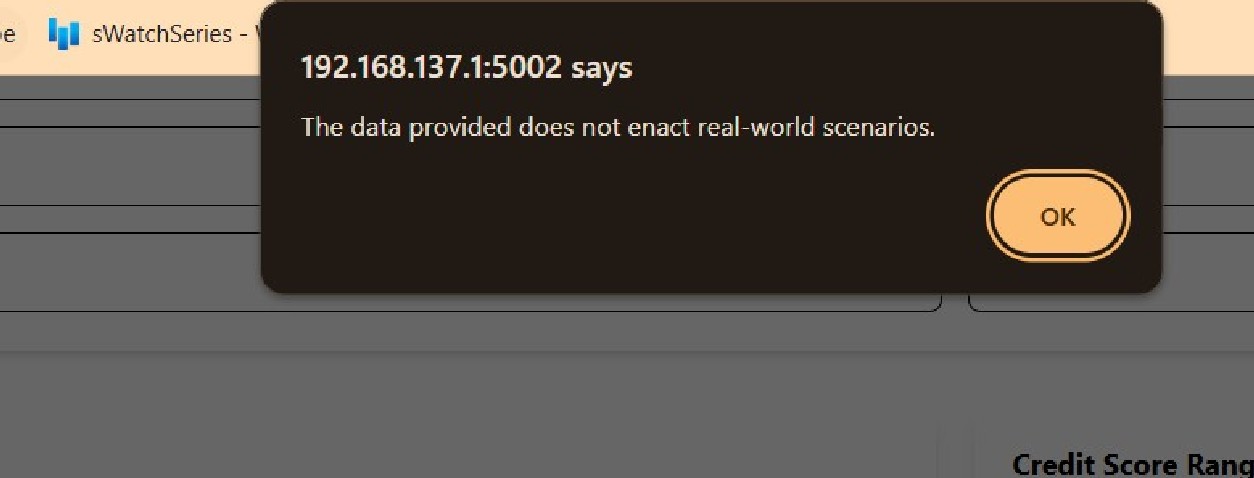 sWatchSeries -
192.168.137.1:5002 says
The data provided does not enact real-world scenarios.
OK
Credit Score Rang